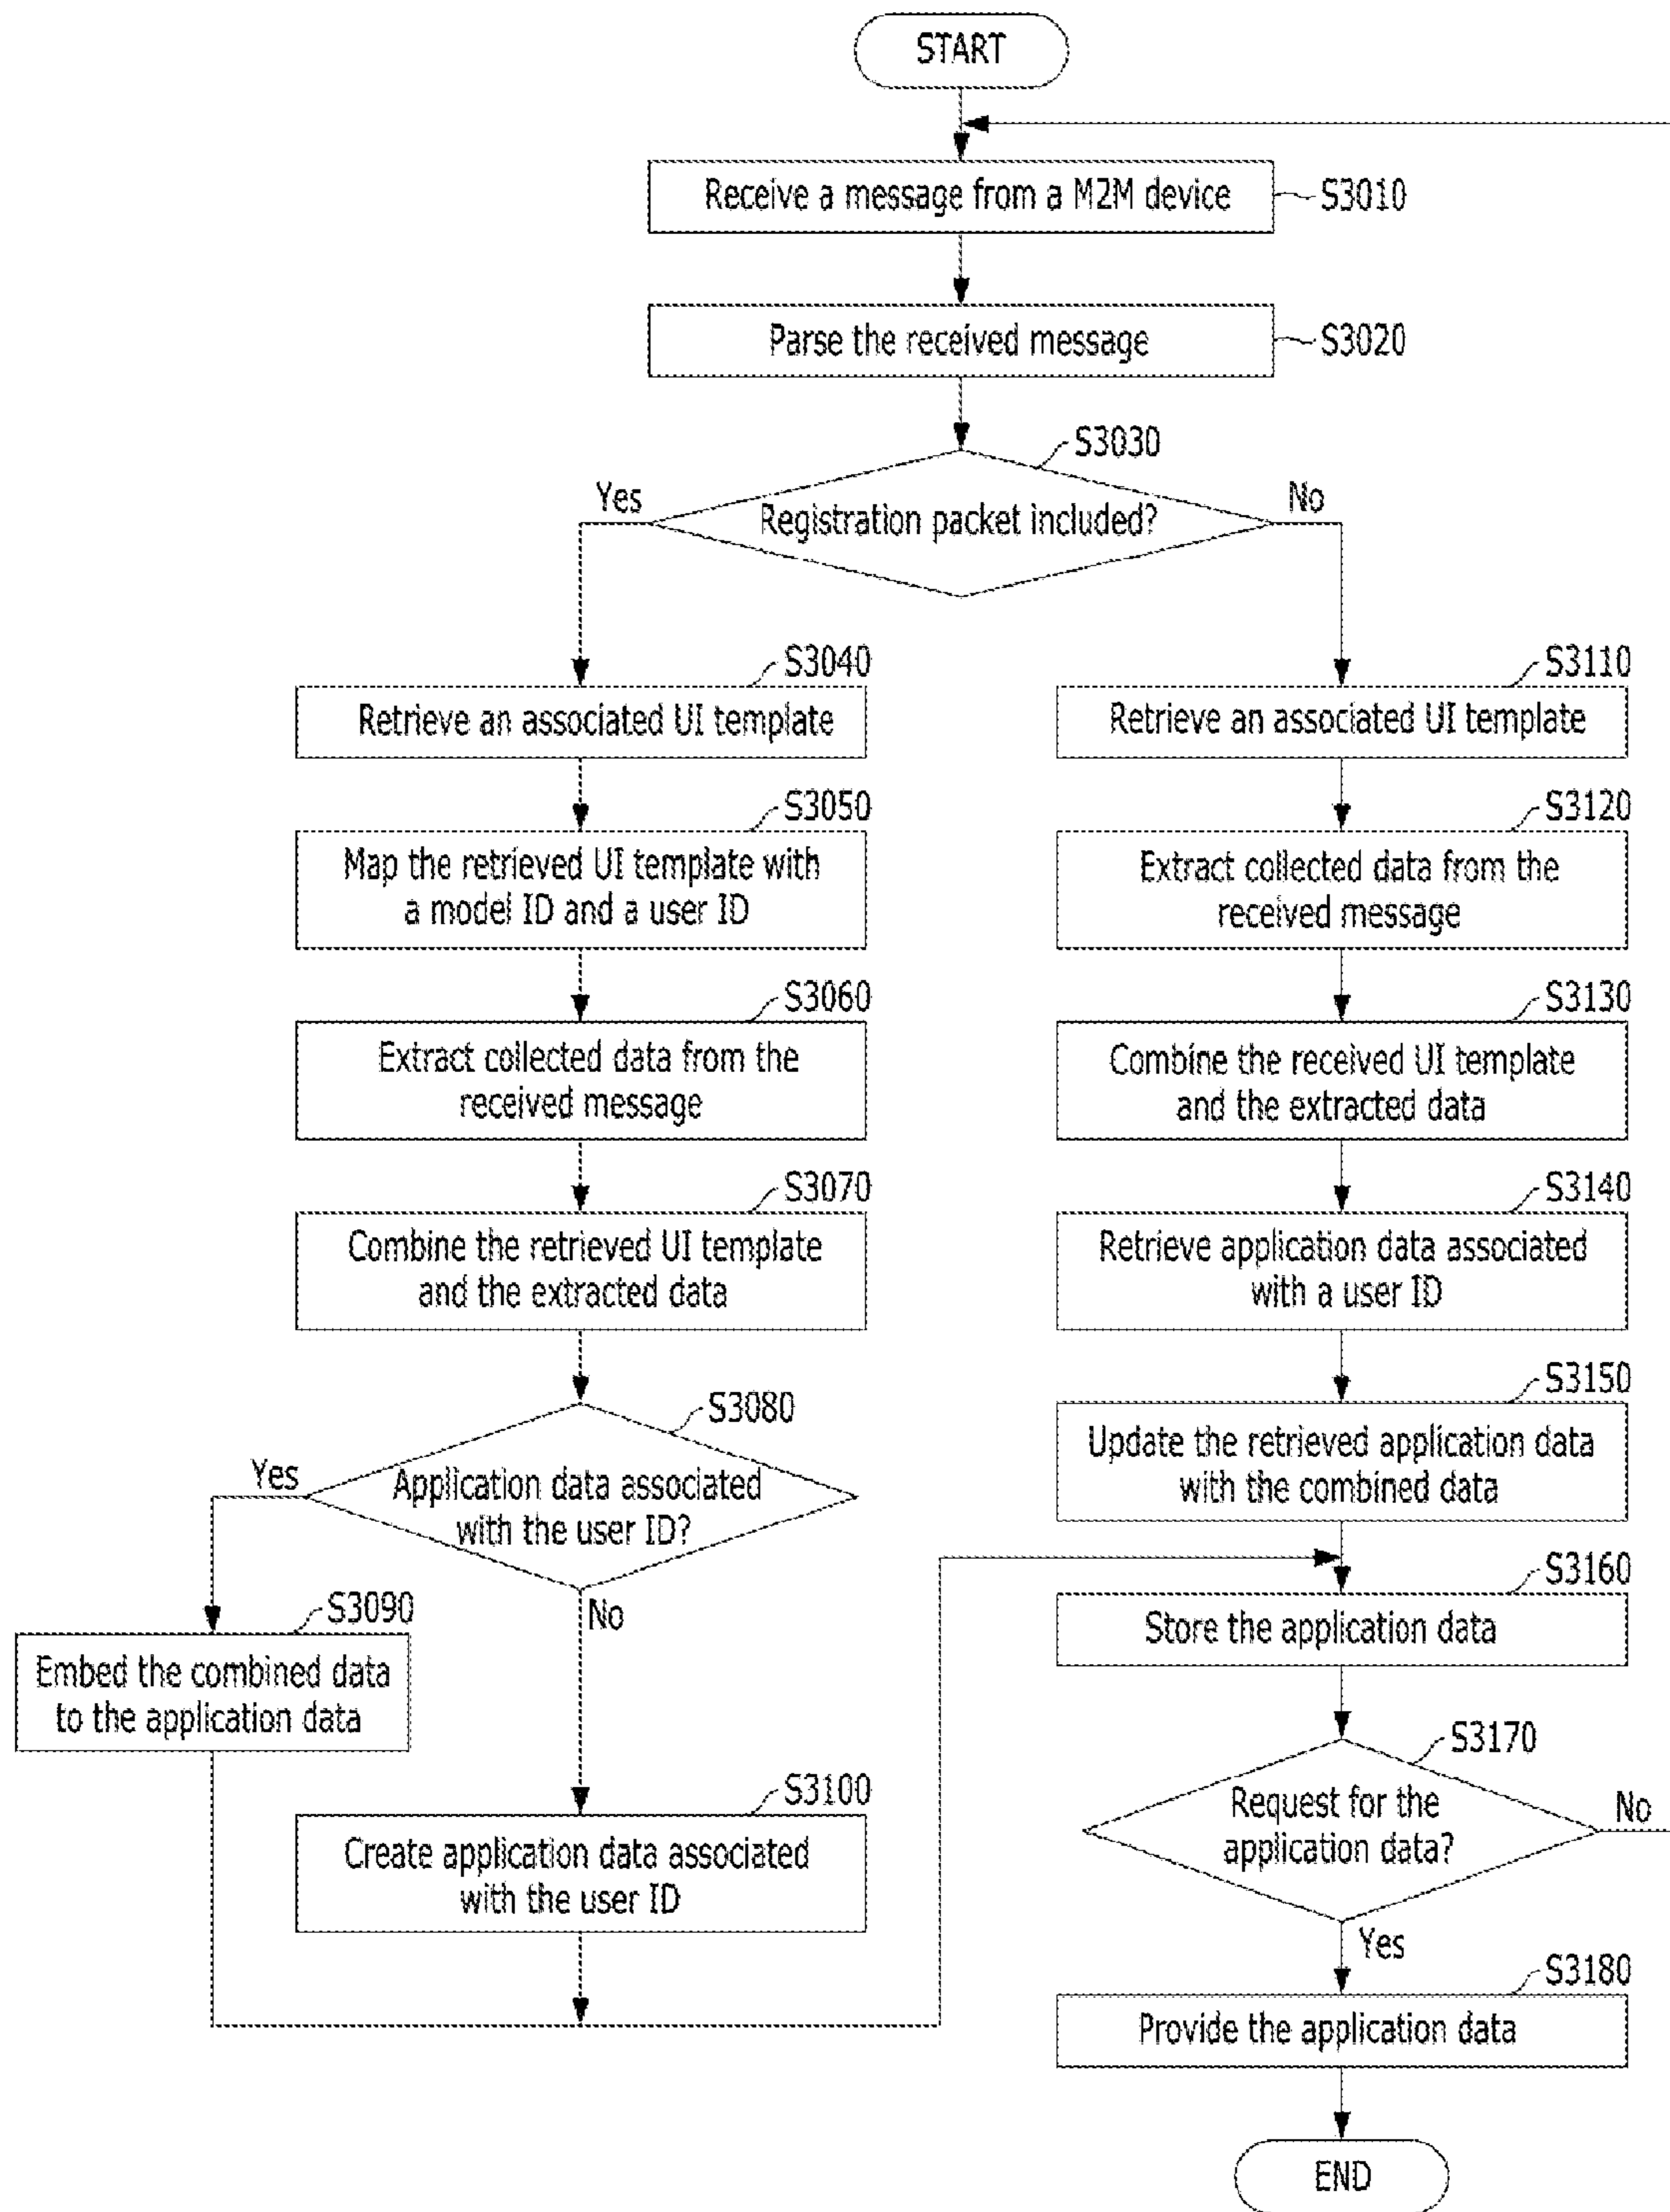 START
Receive a message from a M2M device
S3010
Parse the received message
S3020
S3030
Yes
Registration packet included?
No
S3040
Retrieve an associated UI template
S3050
Map the retrieved UI template with
a model ID and a user ID
S3060
Extract collected data from the
received message
S3070
Combine the retrieved UI template
and the extracted data
S3080
Yes
Application data associated
with the user ID?
No
S3090
Embed the combined data
to the application data
S3100
Create application data associated
with the user ID
S3110
Retrieve an associated UI template
S3120
Extract collected data from the
received message
S3130
Combine the received UI template
and the extracted data
S3140
Retrieve application data associated
with a user ID
S3150
Update the retrieved application data
with the combined data
S3160
Store the application data
S3170
Request for the
application data?
No
Yes
S3180
Provide the application data
END